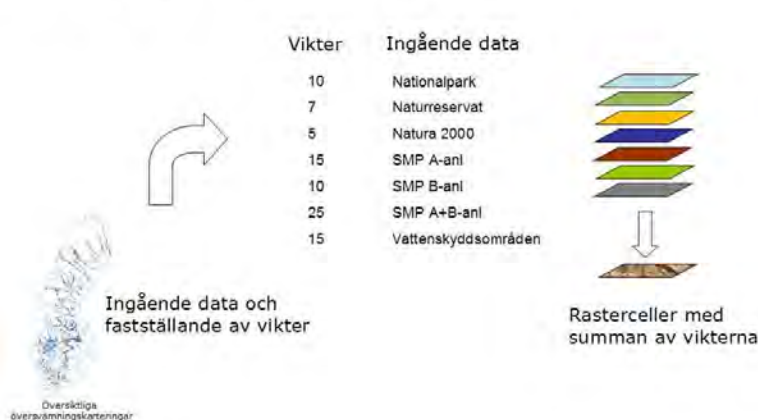 Vikter Ingående data
10 Nationalpark
7 Naturreservat
5 Natura 2000
15 SMP A-anl
10 SMP B-anl
25 SMP A+B-anl
15 Vattenskyddsområden
Ingående data och
fastställande av vikter
Rasterceller med
summan av vikterna
Översiktliga
översvämningskarteringar